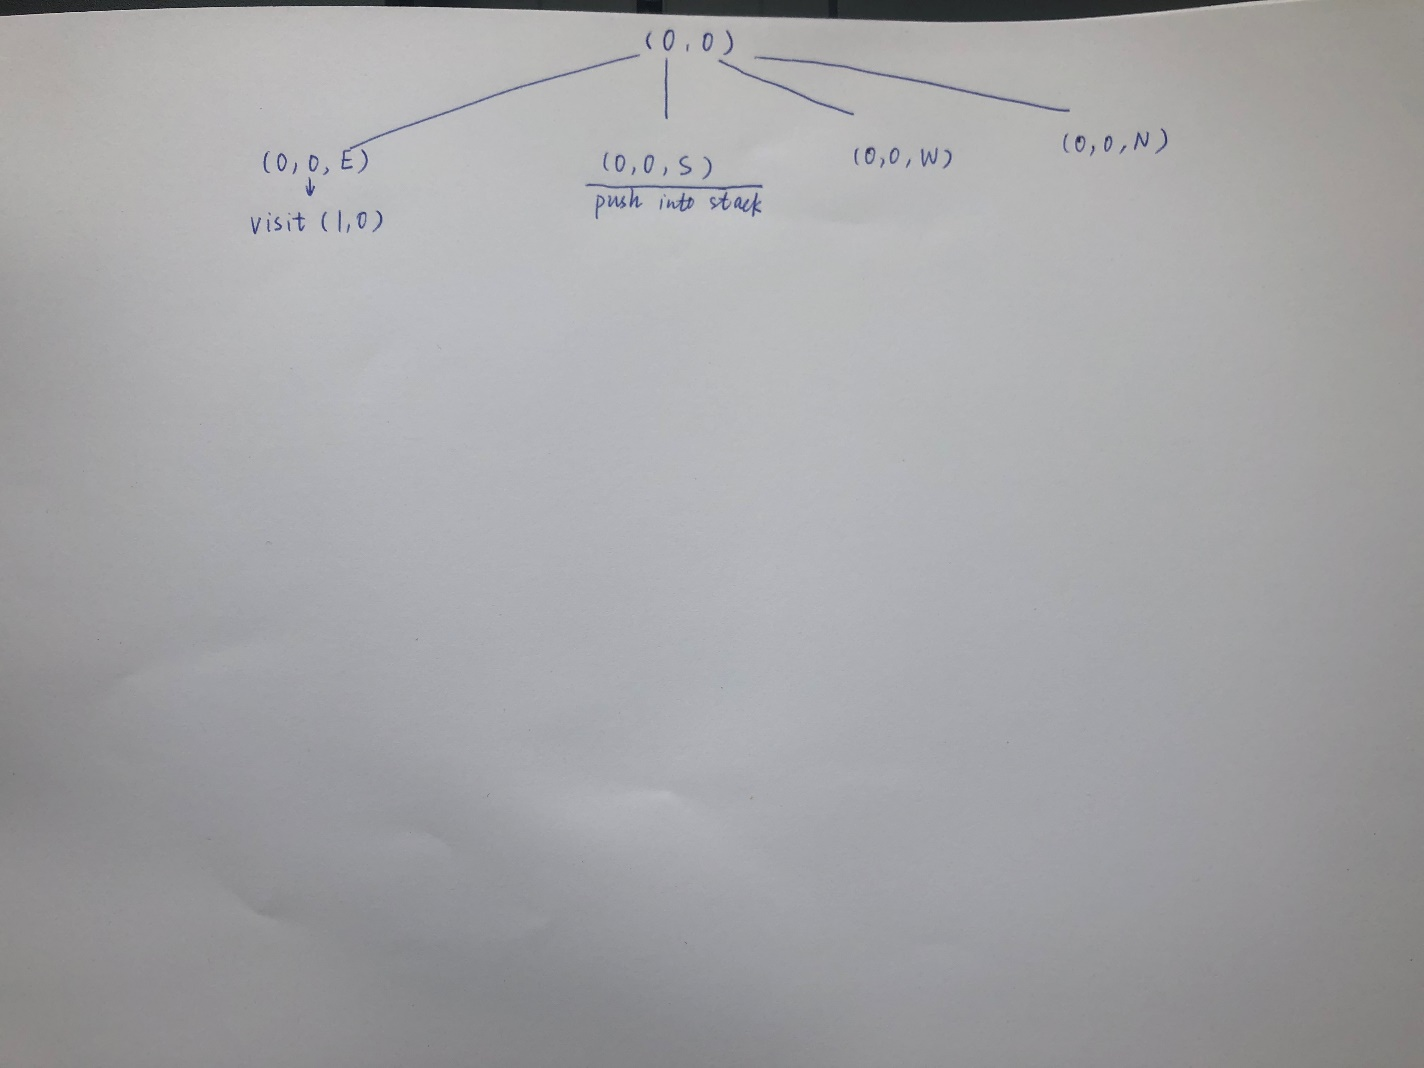 (0,0)
(0,0,E)
(0,0,S)
(0,0,W)
(0,0,N)
push into stack
visit (1,0)